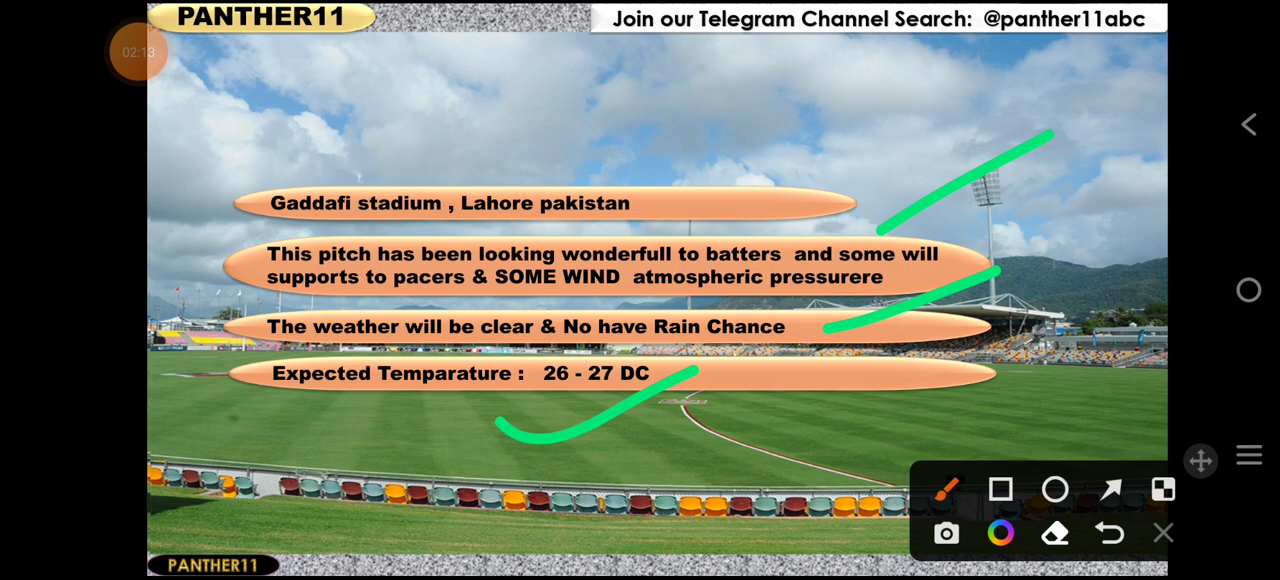 PANTHER11
Join our Telegram Channel Search: @panther11abc
02:13
Gaddafi stadium , Lahore pakistan
This pitch has been looking wonderfull to batters and some will
supports to pacers & SOME WIND atmospheric pressurere
The weather will be clear & No have Rain Chance
Expected Temparature : 26 - 27 DC
PANTHER11